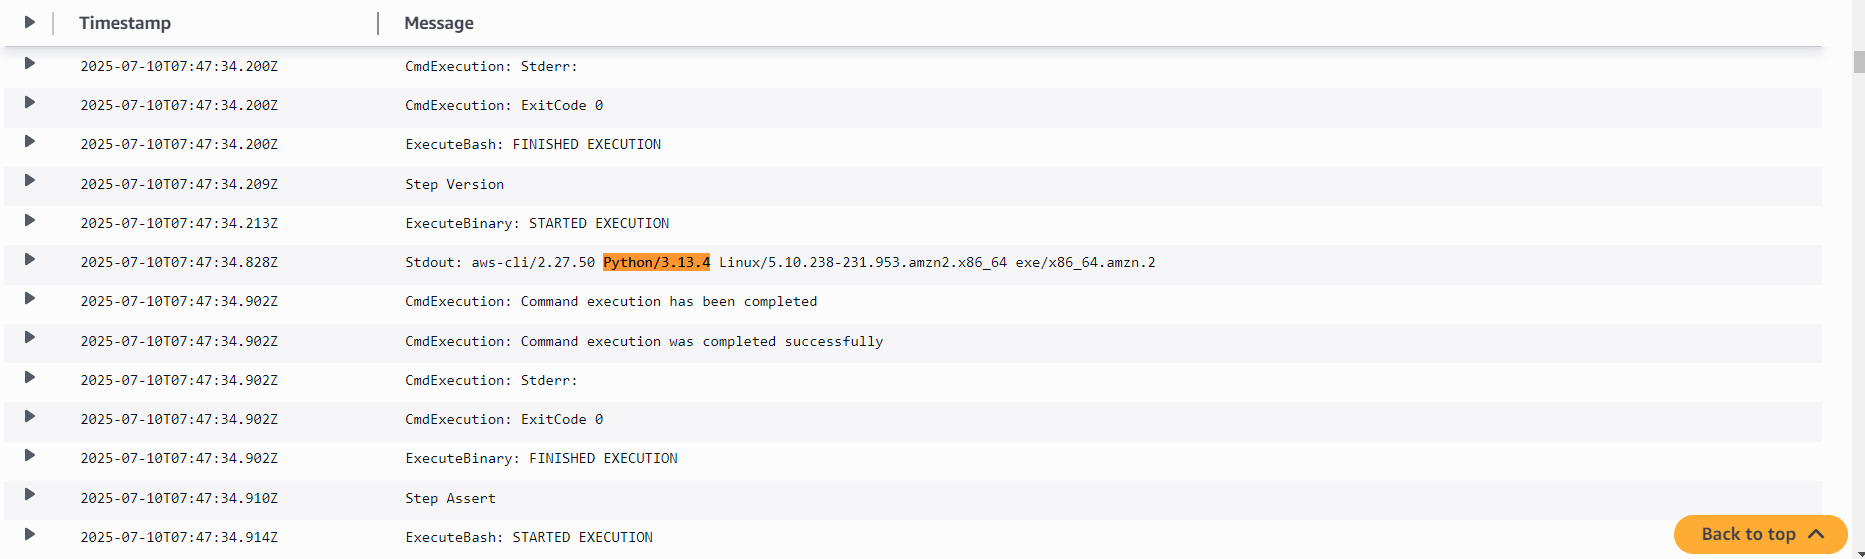 Timestamp Message
2025-07-10T07:47:34.200Z CmdExecution: Stderr:
2025-07-10T07:47:34.200Z CmdExecution: ExitCode 0
2025-07-10T07:47:34.200Z ExecuteBash: FINISHED EXECUTION
2025-07-10T07:47:34.209Z Step Version
2025-07-10T07:47:34.213Z ExecuteBinary: STARTED EXECUTION
2025-07-10T07:47:34.828Z Stdout: aws-cli/2.27.50 Python/3.13.4 Linux/5.10.238-231.953.amzn2.x86_64 exe/x86_64.amzn.2
2025-07-10T07:47:34.902Z CmdExecution: Command execution has been completed
2025-07-10T07:47:34.902Z CmdExecution: Command execution was completed successfully
2025-07-10T07:47:34.902Z CmdExecution: Stderr:
2025-07-10T07:47:34.902Z CmdExecution: ExitCode 0
2025-07-10T07:47:34.902Z ExecuteBinary: FINISHED EXECUTION
2025-07-10T07:47:34.910Z Step Assert
2025-07-10T07:47:34.914Z ExecuteBash: STARTED EXECUTION
Back to top